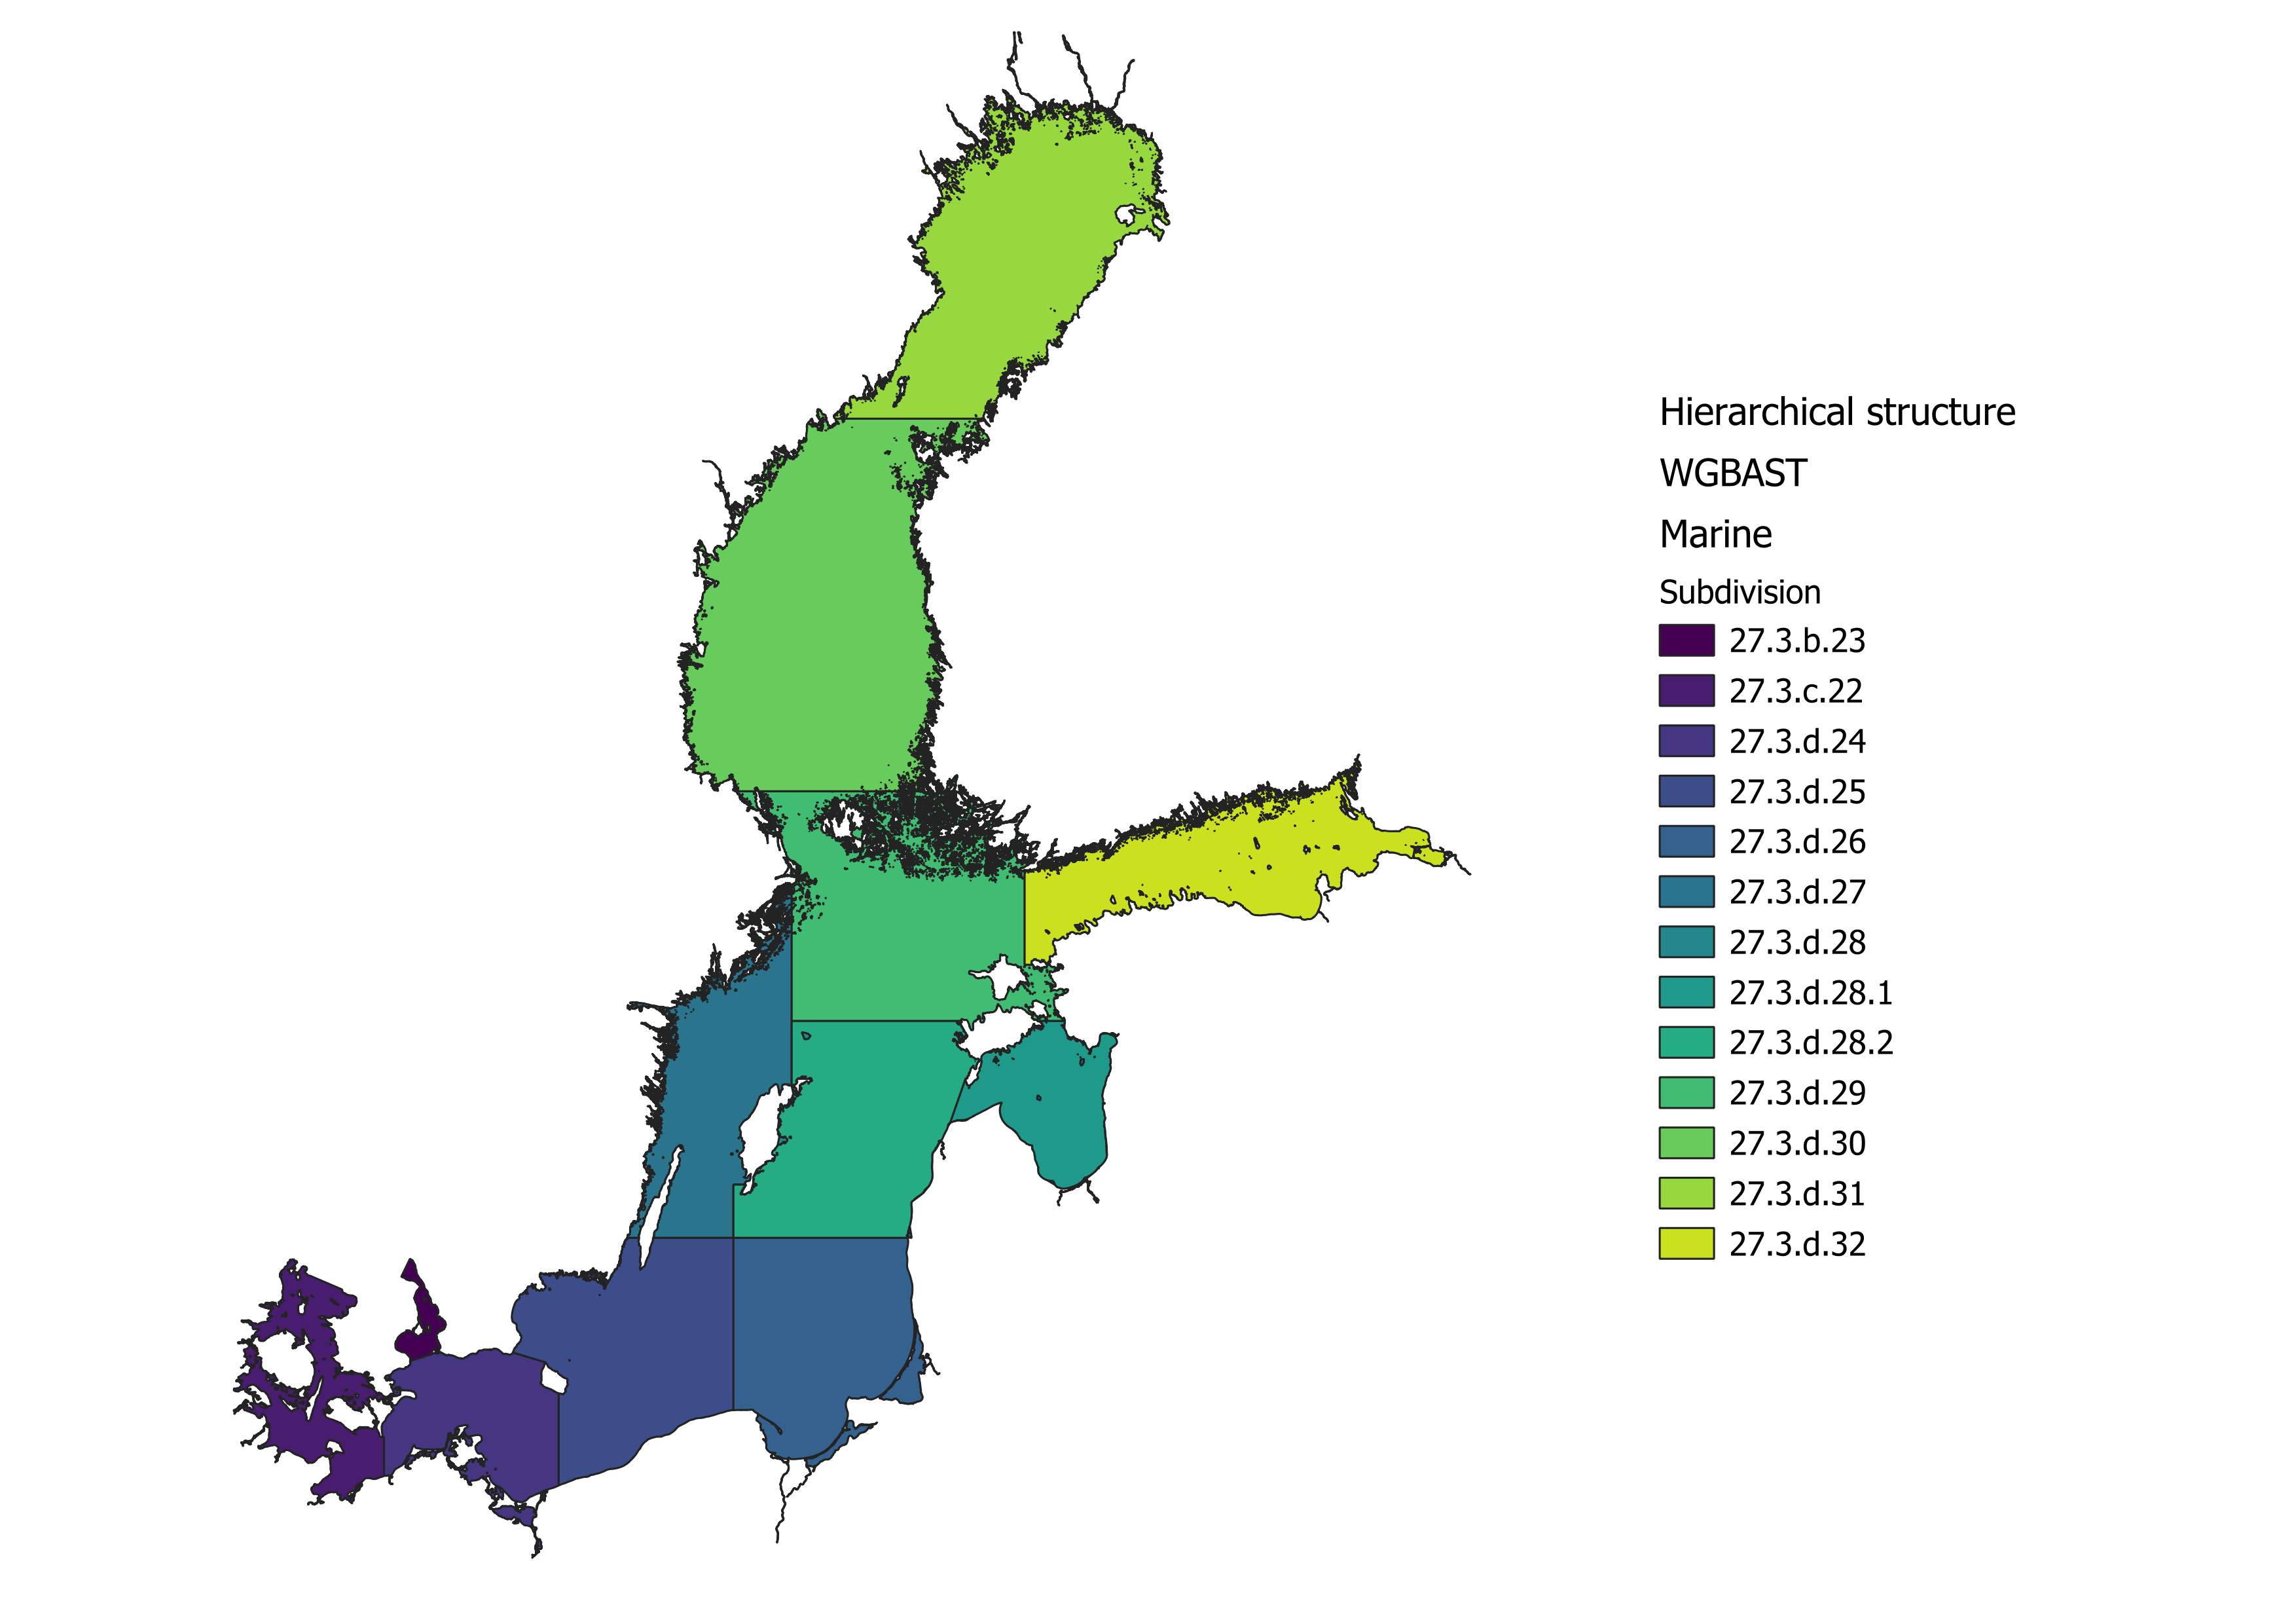 Hierarchical structure
WGBAST
Marine
Subdivision
27.3.b.23
27.3.c.22
27.3.d.24
27.3.d.25
27.3.d.26
27.3.d.27
27.3.d.28
27.3.d.28.1
27.3.d.28.2
27.3.d.29
27.3.d.30
27.3.d.31
27.3.d.32